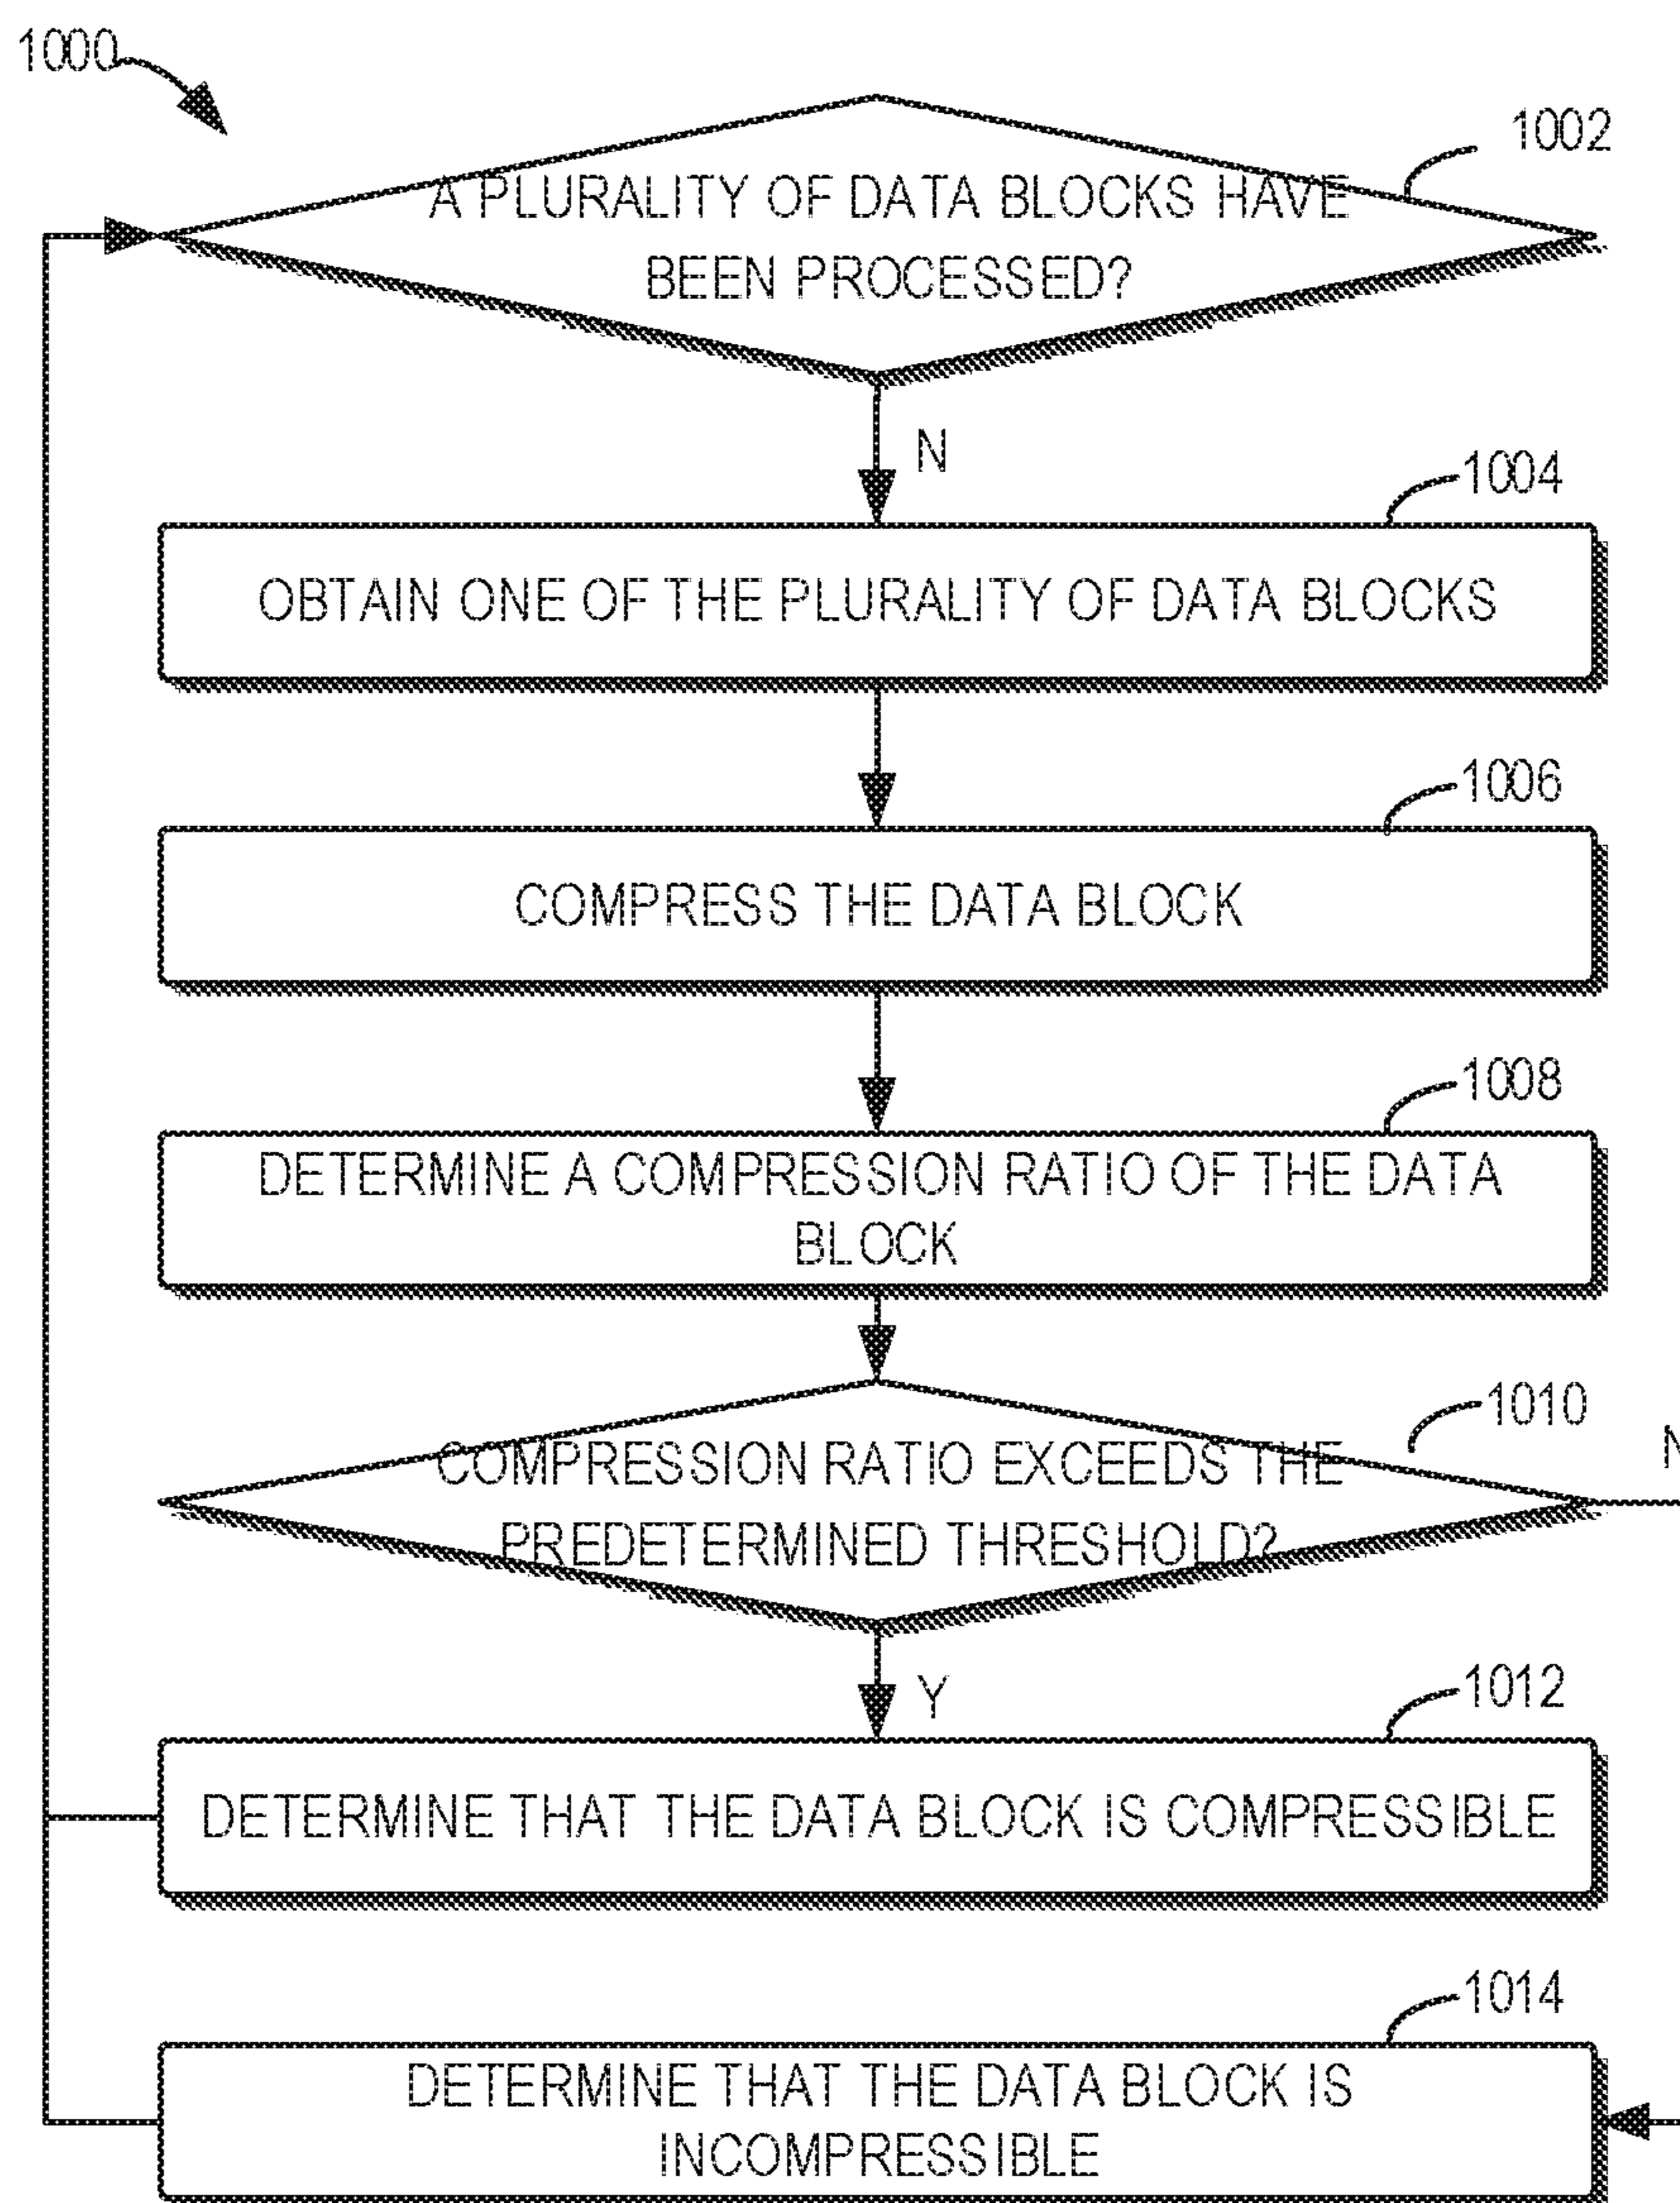 1000
1002
A PLURALITY OF DATA BLOCKS HAVE
BEEN PROCESSED?
N
1004
OBTAIN ONE OF THE PLURALITY OF DATA BLOCKS
1006
COMPRESS THE DATA BLOCK
1008
DETERMINE A COMPRESSION RATIO OF THE DATA
BLOCK
1010
N
COMPRESSION RATIO EXCEEDS THE
PREDETERMINED THRESHOLD?
Y
1012
DETERMINE THAT THE DATA BLOCK IS COMPRESSIBLE
1014
DETERMINE THAT THE DATA BLOCK IS
INCOMPRESSIBLE